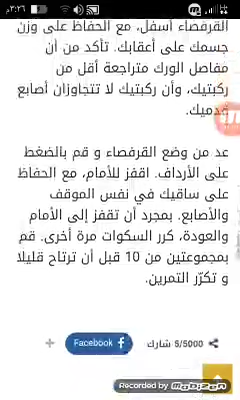 ٣:٢٦ م
القرفصاء أسفل، مع الحفاظ على وزن
جسمك على أعقابك. تأكد من أن
مفاصل الورك متراجعة أقل من
ركبتيك، وأن ركبتيك لا تتجاوزان أصابع
قدميك.
عد من وضع القرفصاء و قم بالضغط
على الأرداف. اقفز للأمام، مع الحفاظ
على ساقيك في نفس الموقف
والأصابع. بمجرد أن تقفز إلى الأمام
والعودة، كرر السكوات مرة أخرى. قم
بمجموعتين من 10 قبل أن ترتاح قليلا
و تكرّر التمرين.
5/5000 شارك Facebook +
Recorded by MOBIZEN